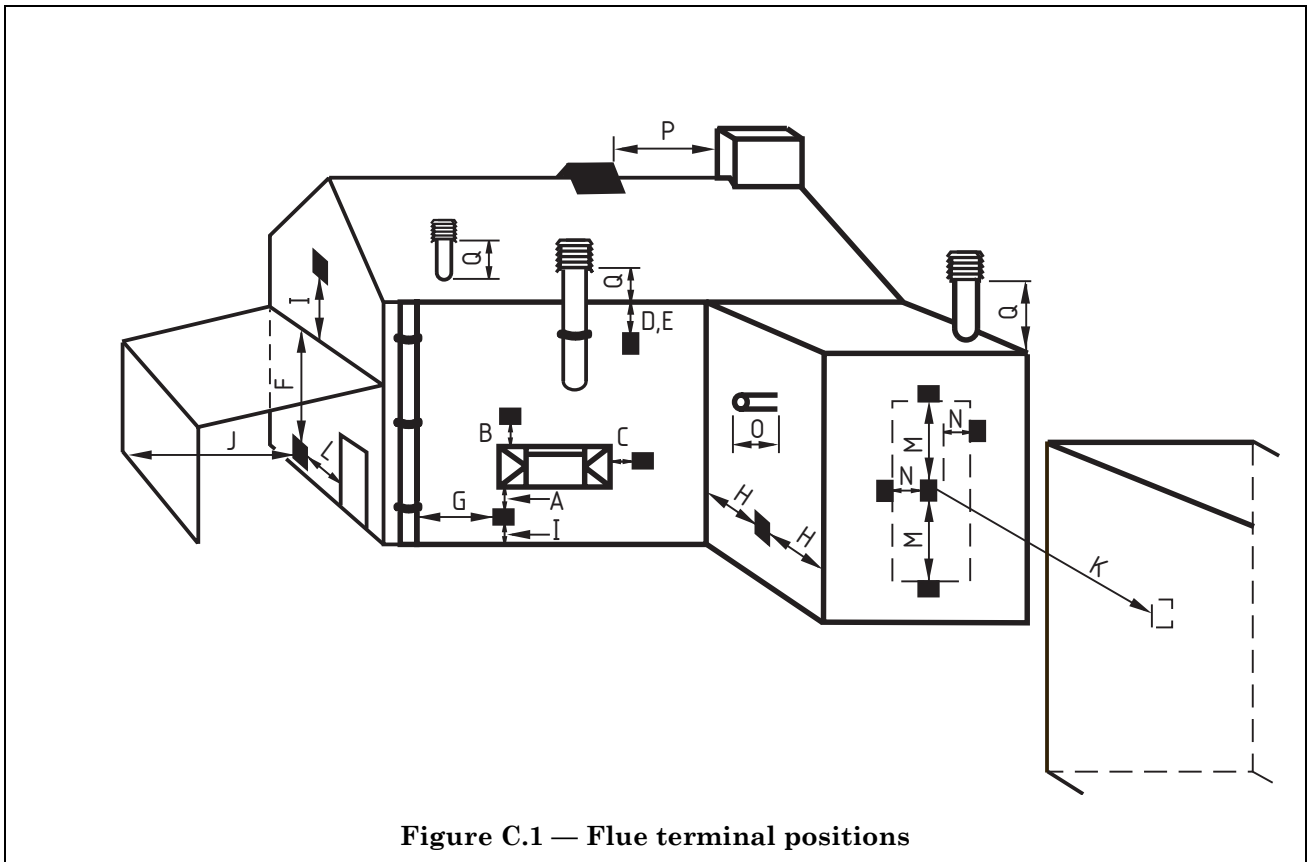 P
Q
Q
D,E
Q
I
F
J
L
B
C
G
A
I
O
H
H
M
N
N
M
K
Figure C.1 — Flue terminal positions